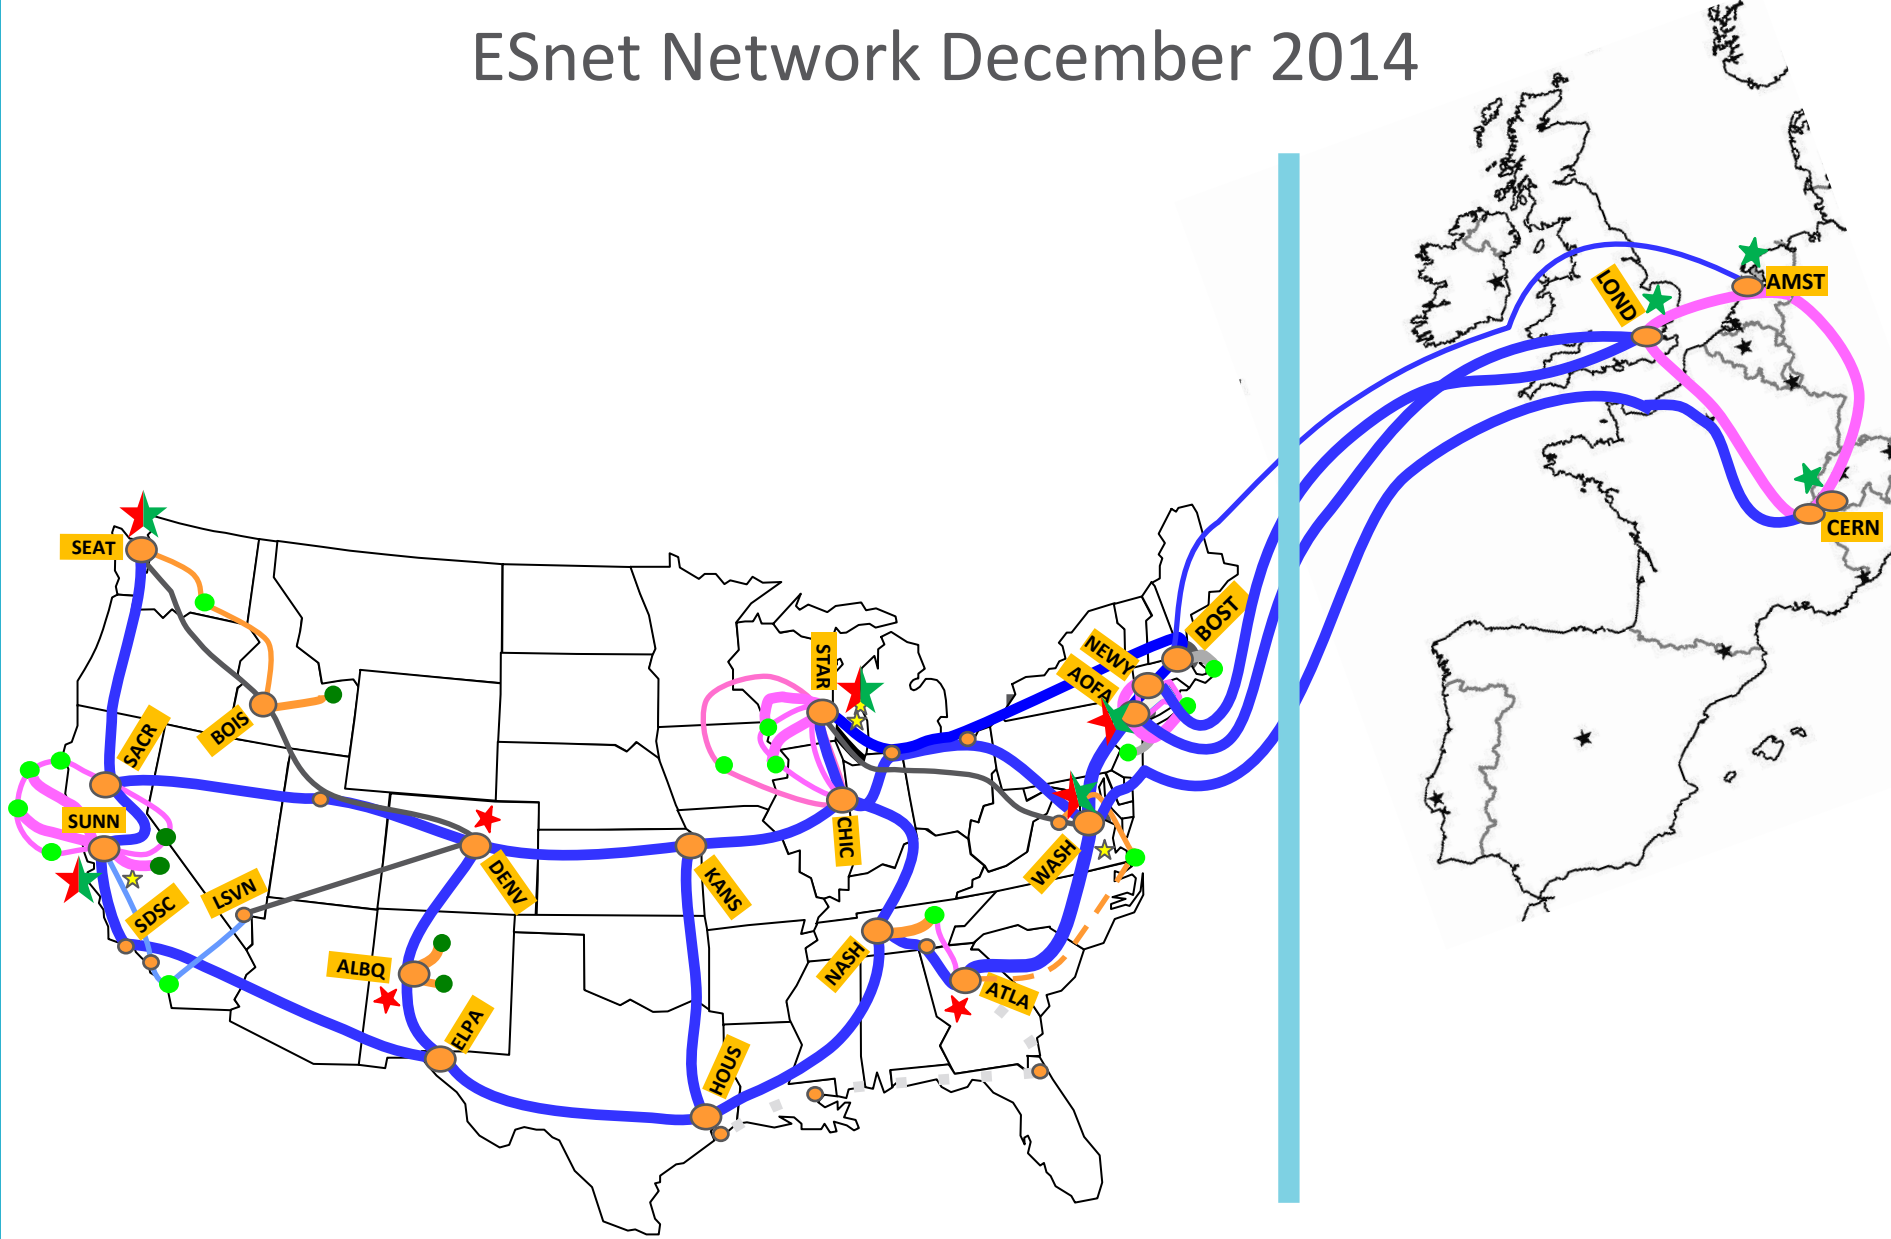 ESnet Network December 2014
AMST
LOND
CERN
SEAT
BOST
NEWY
STAR
AOFA
BOIS
SACR
SUNN
CHIC
WASH
DENV
KANS
LSVN
SDSC
ALBQ
NASH
ATLA
ELPA
HOUS